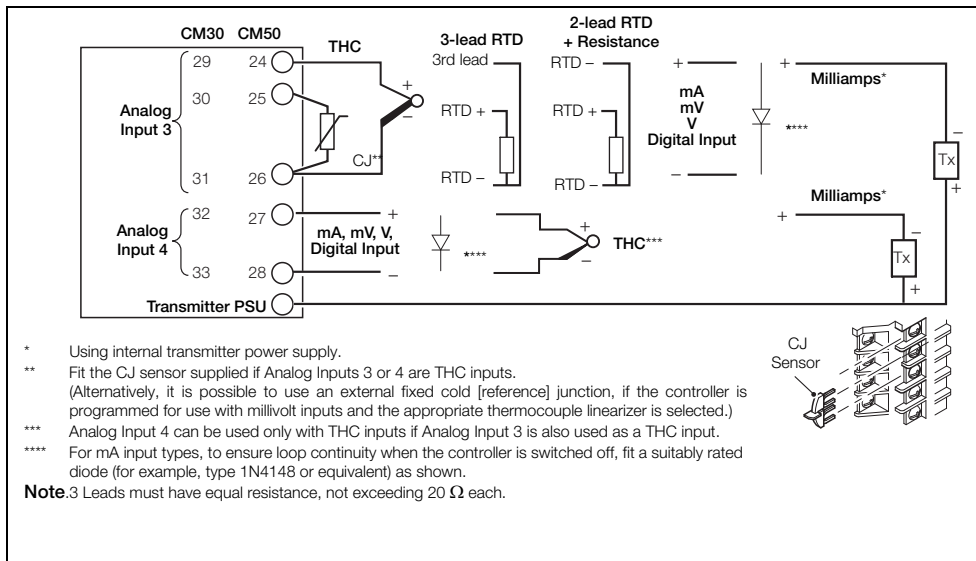 CM30 CM50
THC
3-lead RTD
2-lead RTD
+ Resistance
29 24
30 25
31 26
32 27
33 28
Analog
Input 3
Analog
Input 4
Transmitter PSU
+
−
CJ**
3rd lead
RTD +
RTD −
RTD −
RTD +
RTD −
+
mA
mV
V
Digital Input
−
****
+
Milliamps*
−
Tx
+
+
mA, mV, V,
Digital Input
−
****
+
−
THC***
Milliamps*
+
−
Tx
+
CJ
Sensor
* Using internal transmitter power supply.
** Fit the CJ sensor supplied if Analog Inputs 3 or 4 are THC inputs.
(Alternatively, it is possible to use an external fixed cold [reference] junction, if the controller is
programmed for use with millivolt inputs and the appropriate thermocouple linearizer is selected.)
*** Analog Input 4 can be used only with THC inputs if Analog Input 3 is also used as a THC input.
**** For mA input types, to ensure loop continuity when the controller is switched off, fit a suitably rated
diode (for example, type 1N4148 or equivalent) as shown.
Note.3 Leads must have equal resistance, not exceeding 20 Ω each.